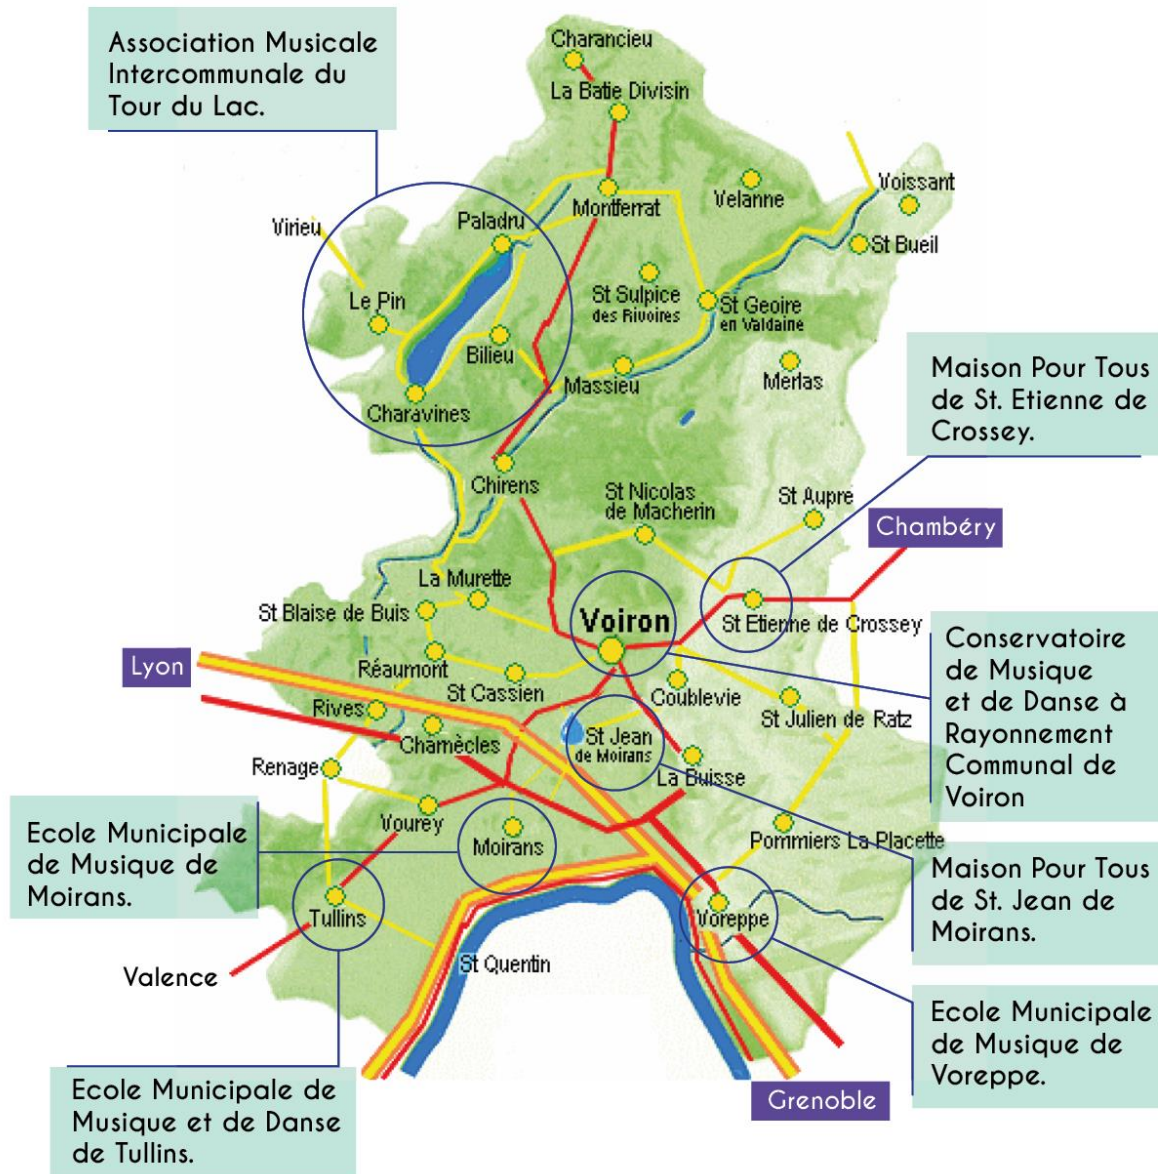 Association Musicale
Intercommunale du
Tour du Lac.
Charancieu
La Batie Divisin
Voissant
Velanne
Montferrat
Paladru
Virieu
St Bueil
St Sulpice
des Rivoires
St Geoire
en Valdaine
Le Pin
Bilieu
Massieu
Merlas
Charavines
Maison Pour Tous
de St. Etienne de
Crossey.
Chirens
St Nicolas
de Macherin
St Aupre
Chambéry
La Murette
St Blaise de Buis
Voiron
St Etienne de Crossey
Conservatoire
de Musique
et de Danse à
Rayonnement
Communal de
Voiron
Lyon
Réaumont
St Cassien
Coublevie
St Julien de Ratz
Rives
Charnècles
St Jean
de Moirans
Renage
La Buisse
Vourey
Moirans
Pommiers La Placette
Ecole Municipale
de Musique de
Moirans.
Maison Pour Tous
de St. Jean de
Moirans.
Tullins
Voreppe
Valence
St Quentin
Ecole Municipale
de Musique de
Voreppe.
Ecole Municipale de
Musique et de Danse
de Tullins.
Grenoble